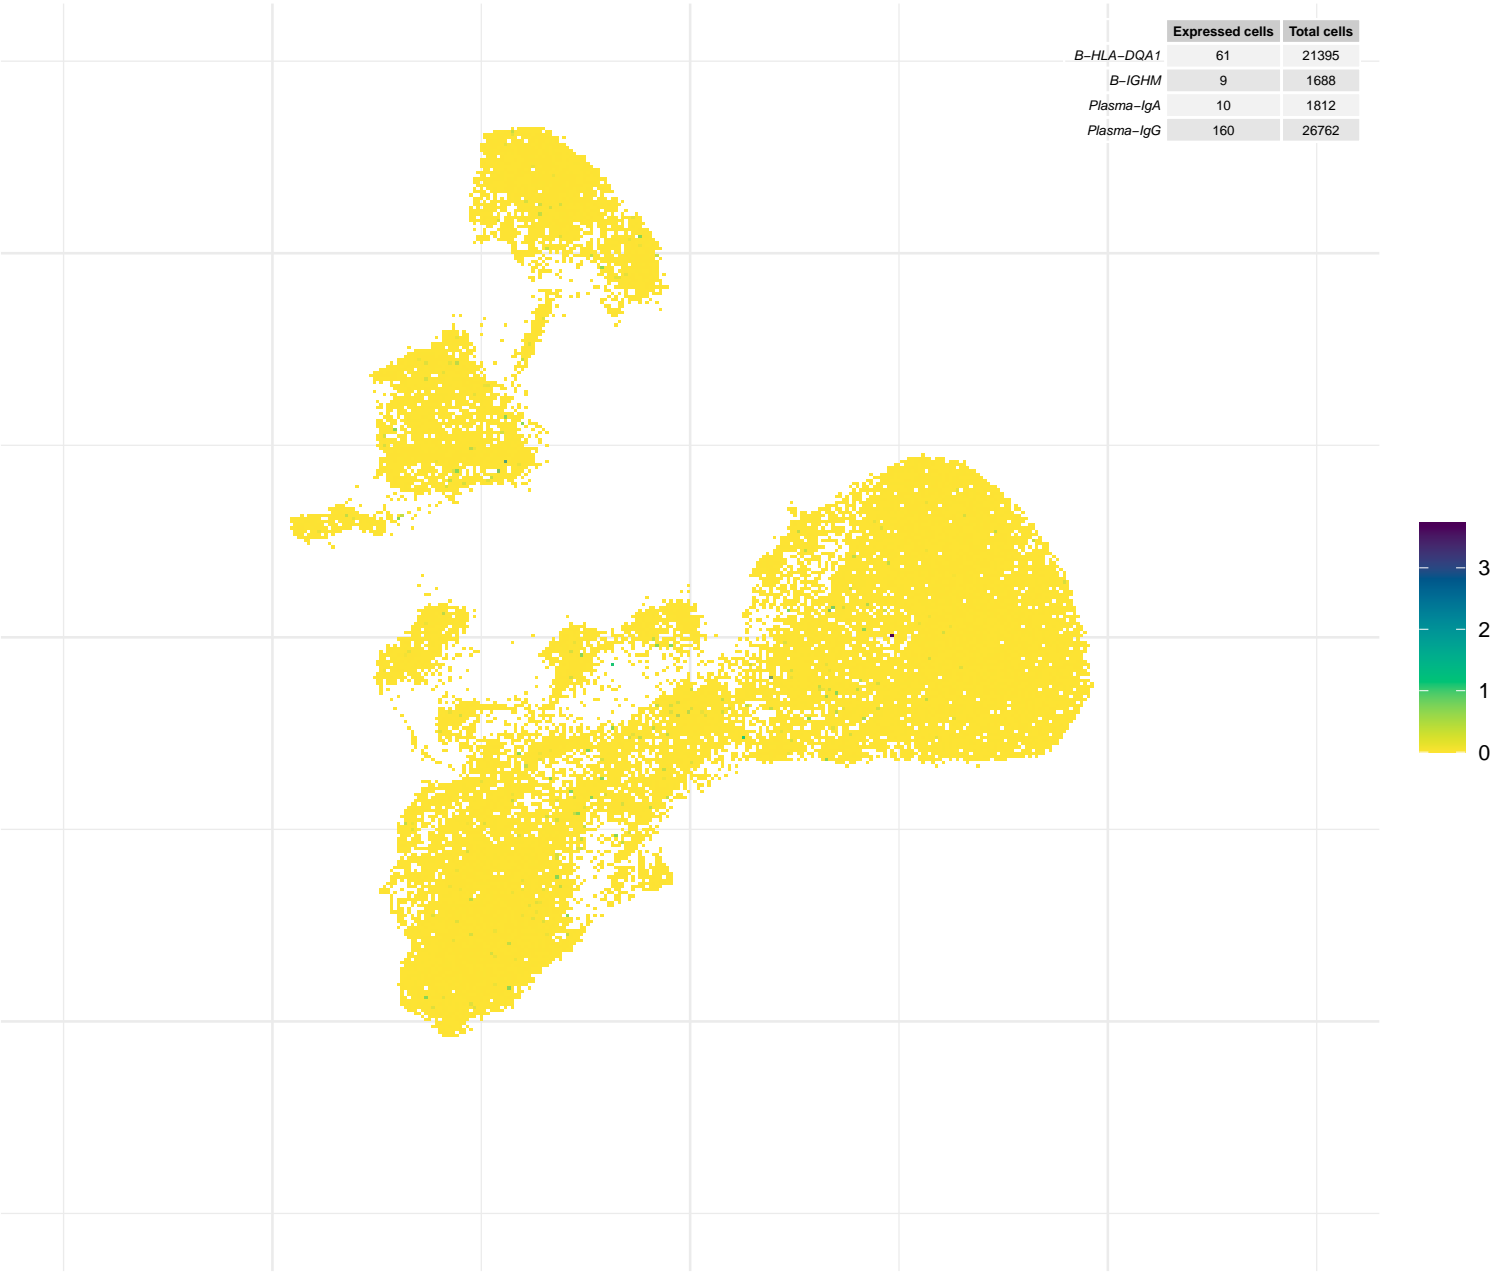 Expressed cells Total cells
B−HLA−DQA1 61 21395
B−IGHM 9 1688
Plasma−IgA 10 1812
Plasma−IgG 160 26762
3
2
1
0